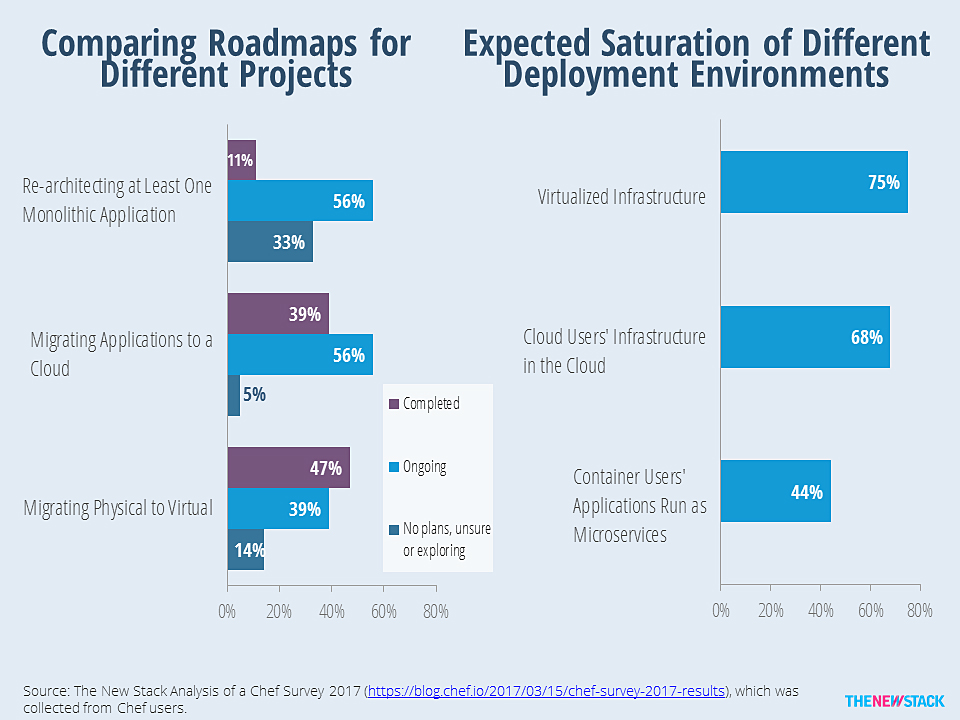 Comparing Roadmaps for
Different Projects
Expected Saturation of Different
Deployment Environments
Re-architecting at Least One
Monolithic Application
11%
56%
33%
Migrating Applications to a
Cloud
39%
56%
5%
Migrating Physical to Virtual
47%
39%
14%
0%
20%
40%
60%
80%
Completed
Ongoing
No plans, unsure
or exploring
Virtualized Infrastructure
75%
Cloud Users' Infrastructure
in the Cloud
68%
Container Users'
Applications Run as
Microservices
44%
0%
20%
40%
60%
80%
Source: The New Stack Analysis of a Chef Survey 2017 (https://blog.chef.io/2017/03/15/chef-survey-2017-results), which was
collected from Chef users.
THENEWSTACK